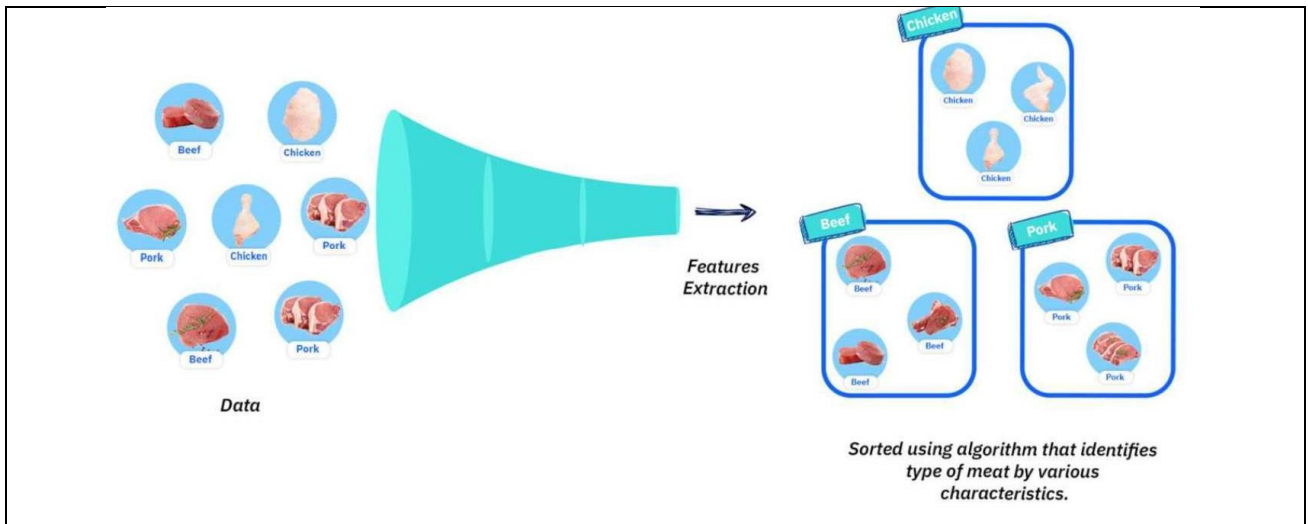 Beef
Chicken
Pork
Chicken
Pork
Beef
Pork
Data
Features
Extraction
Chicken
Chicken
Chicken
Chicken
Beef
Beef
Beef
Beef
Pork
Pork
Pork
Pork
Sorted using algorithm that identifies
type of meat by various
characteristics.